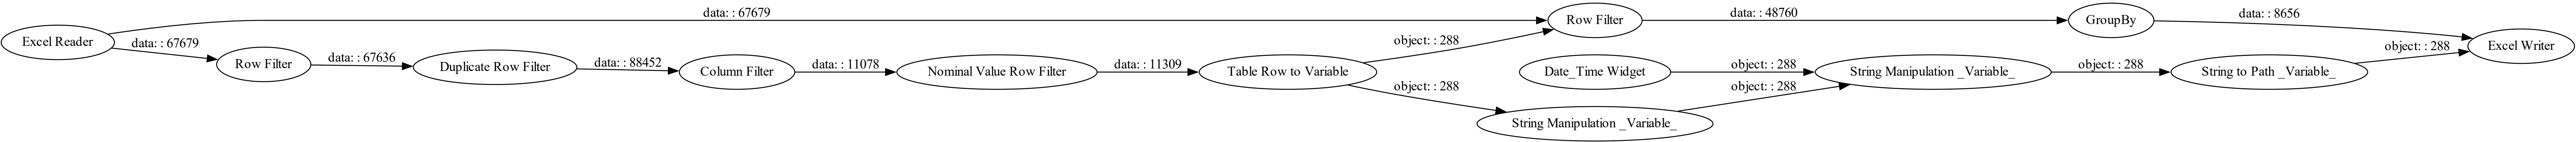 Excel Reader
data: : 67679
data: : 67679
Row Filter
data: : 67636
Duplicate Row Filter
data: : 88452
Column Filter
data: : 11078
Nominal Value Row Filter
data: : 11309
Table Row to Variable
object: : 288
object: : 288
Row Filter
data: : 48760
GroupBy
data: : 8656
Date_Time Widget
object: : 288
String Manipulation _Variable_
object: : 288
String Manipulation _Variable_
object: : 288
String to Path _Variable_
object: : 288
Excel Writer